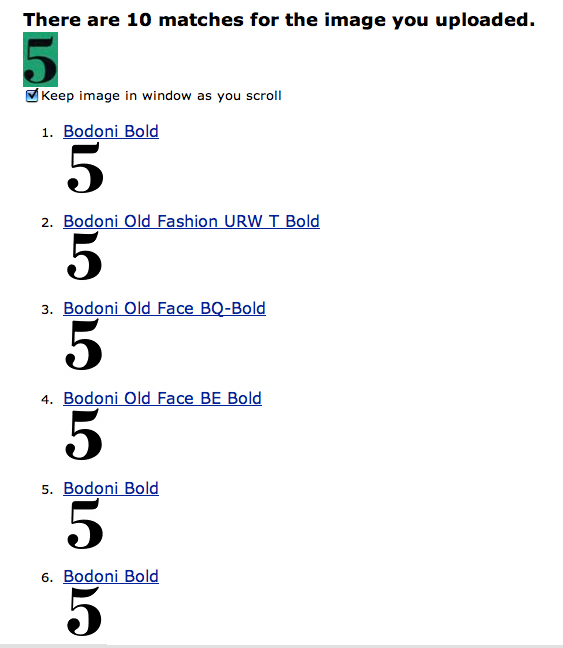 There are 10 matches for the image you uploaded.
5
Keep image in window as you scroll
1. Bodoni Bold
5
2. Bodoni Old Fashion URW T Bold
5
3. Bodoni Old Face BQ-Bold
5
4. Bodoni Old Face BE Bold
5
5. Bodoni Bold
5
6. Bodoni Bold
5